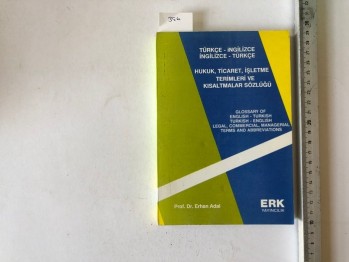 TÜRKÇE - İNGİLİZCE
İNGİLİZCE - TÜRKÇE
HUKUK, TİCARET, İŞLETME
TERİMLERİ VE
KISALTMALAR SÖZLÜĞÜ
GLOSSARY OF
ENGLISH - TURKISH
TURKISH - ENGLISH
LEGAL, COMMERCIAL, MANAGERIAL
TERMS AND ABBREVIATIONS
Prof. Dr. Erhan Adal
ERK
YAYINCILIK